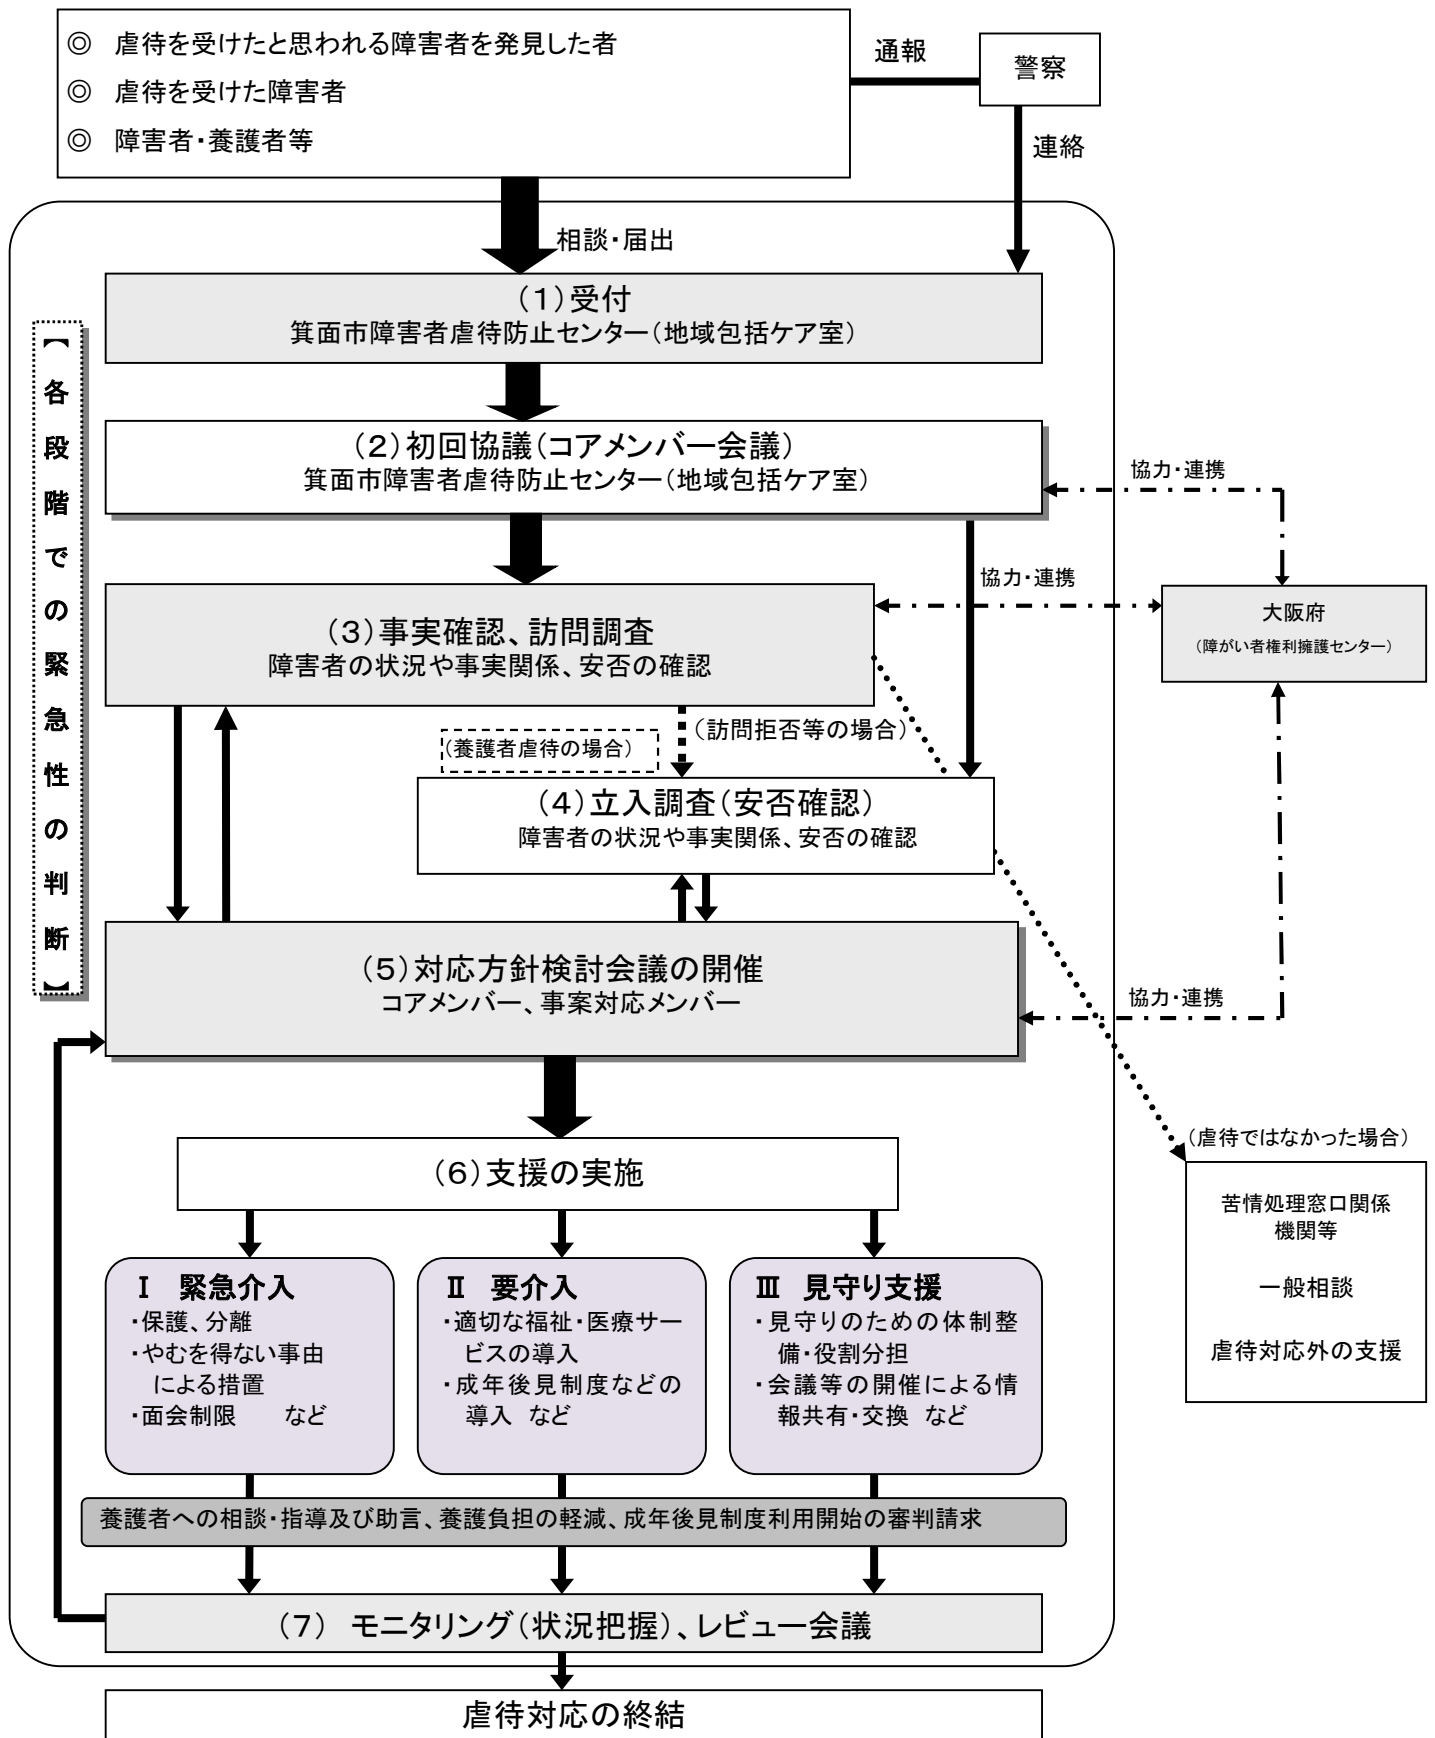 ◎ 虐待を受けたと思われる障害者を発見した者
◎ 虐待を受けた障害者
◎ 障害者・養護者等
通報
警察
連絡
相談・届出
(1)受付
箕面市障害者虐待防止センター(地域包括ケア室)
【各段階での緊急性の判断】
(2)初回協議(コアメンバー会議)
箕面市障害者虐待防止センター(地域包括ケア室)
協力・連携
(3)事実確認、訪問調査
障害者の状況や事実関係、安否の確認
協力・連携
大阪府
(障がい者権利擁護センター)
(養護者虐待の場合)
(訪問拒否等の場合)
(4)立入調査(安否確認)
障害者の状況や事実関係、安否の確認
(5)対応方針検討会議の開催
コアメンバー、事案対応メンバー
協力・連携
(6)支援の実施
(虐待ではなかった場合)
苦情処理窓口関係
機関等
一般相談
虐待対応外の支援
Ⅰ 緊急介入
・保護、分離
・やむを得ない事由
による措置
・面会制限 など
Ⅱ 要介入
・適切な福祉・医療サー
ビスの導入
・成年後見制度などの
導入 など
Ⅲ 見守り支援
・見守りのための体制整
備・役割分担
・会議等の開催による情
報共有・交換 など
養護者への相談・指導及び助言、養護負担の軽減、成年後見制度利用開始の審判請求
(7) モニタリング(状況把握)、レビュー会議
虐待対応の終結